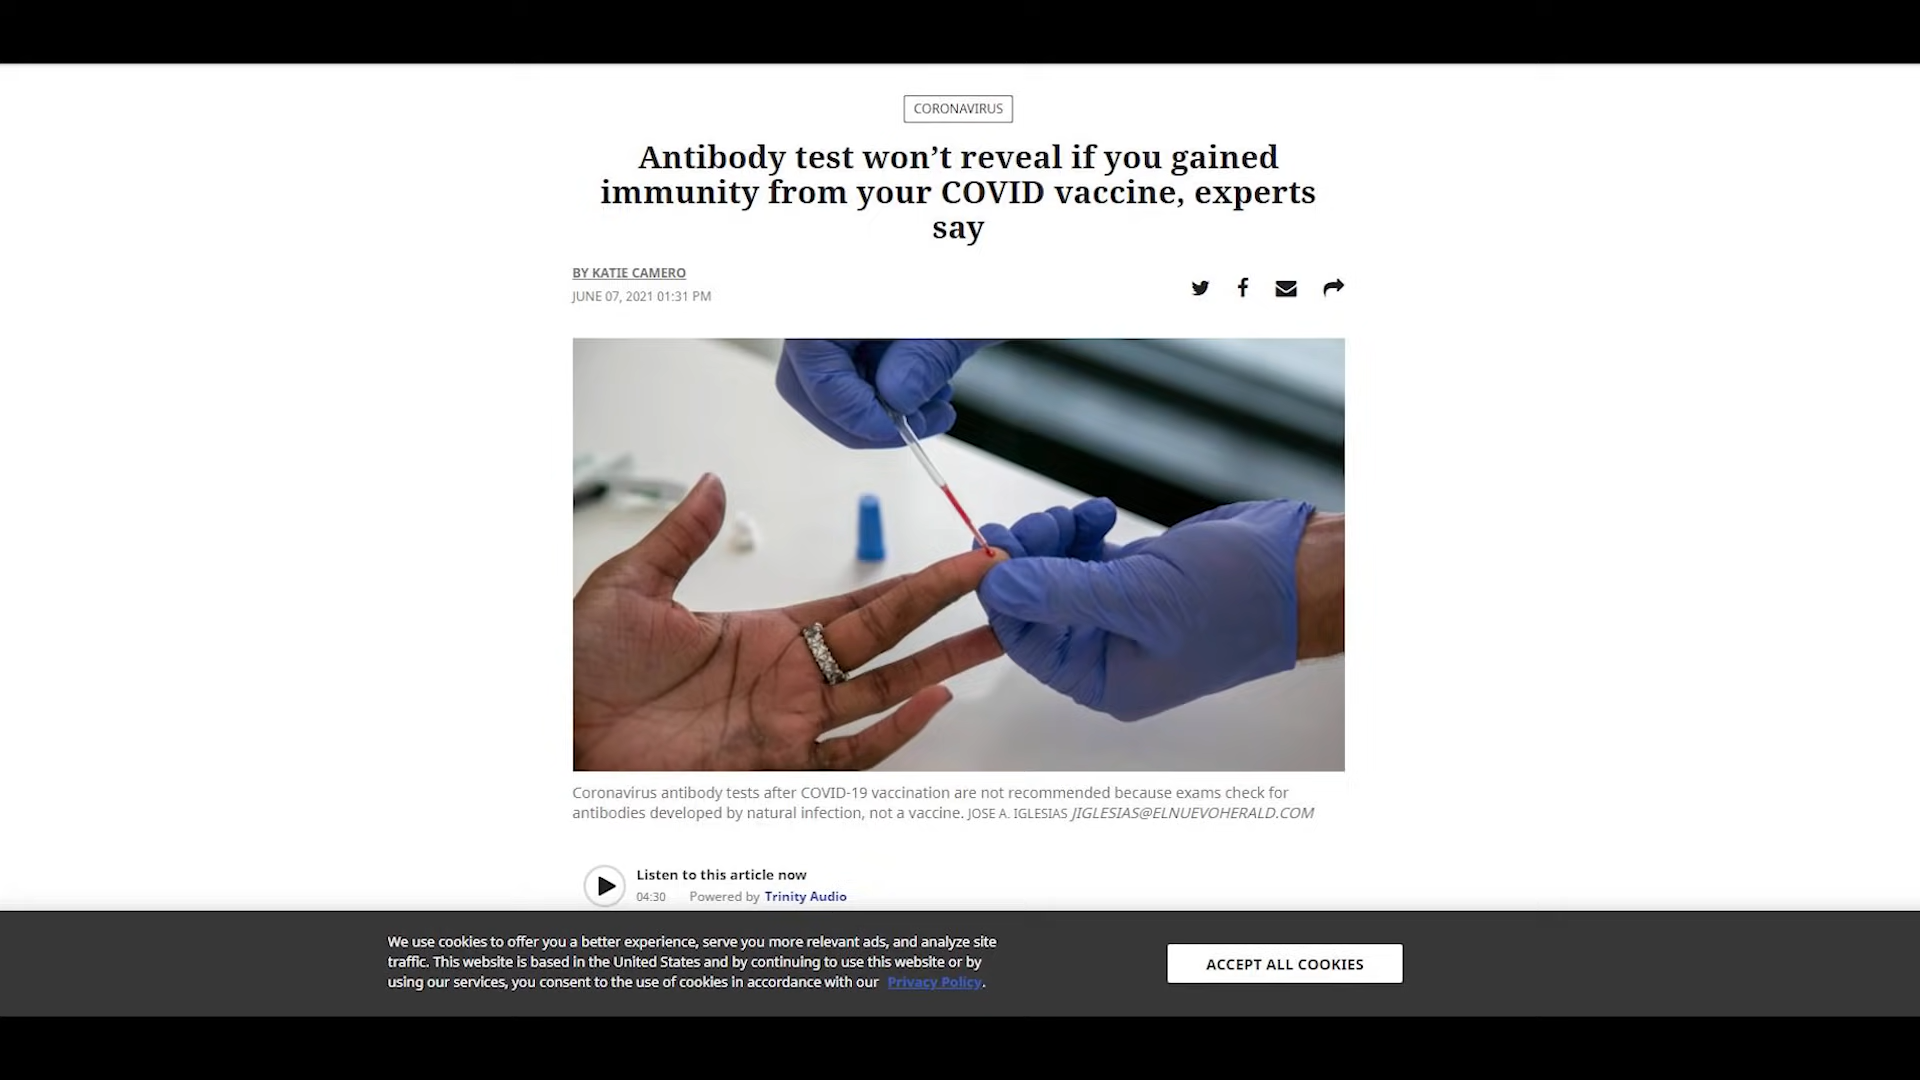 CORONAVIRUS
Antibody test won’t reveal if you gained
immunity from your COVID vaccine, experts
say
BY KATIE CAMERO
JUNE 07, 2021 01:31 PM
Coronavirus antibody tests after COVID-19 vaccination are not recommended because exams check for
antibodies developed by natural infection, not a vaccine. JOSE A. IGLESIAS JIGLESIAS@ELNUEVOHERALD.COM
Listen to this article now
04:30 Powered by Trinity Audio
We use cookies to offer you a better experience, serve you more relevant ads, and analyze site
traffic. This website is based in the United States and by continuing to use this website or by
using our services, you consent to the use of cookies in accordance with our Privacy Policy.
ACCEPT ALL COOKIES